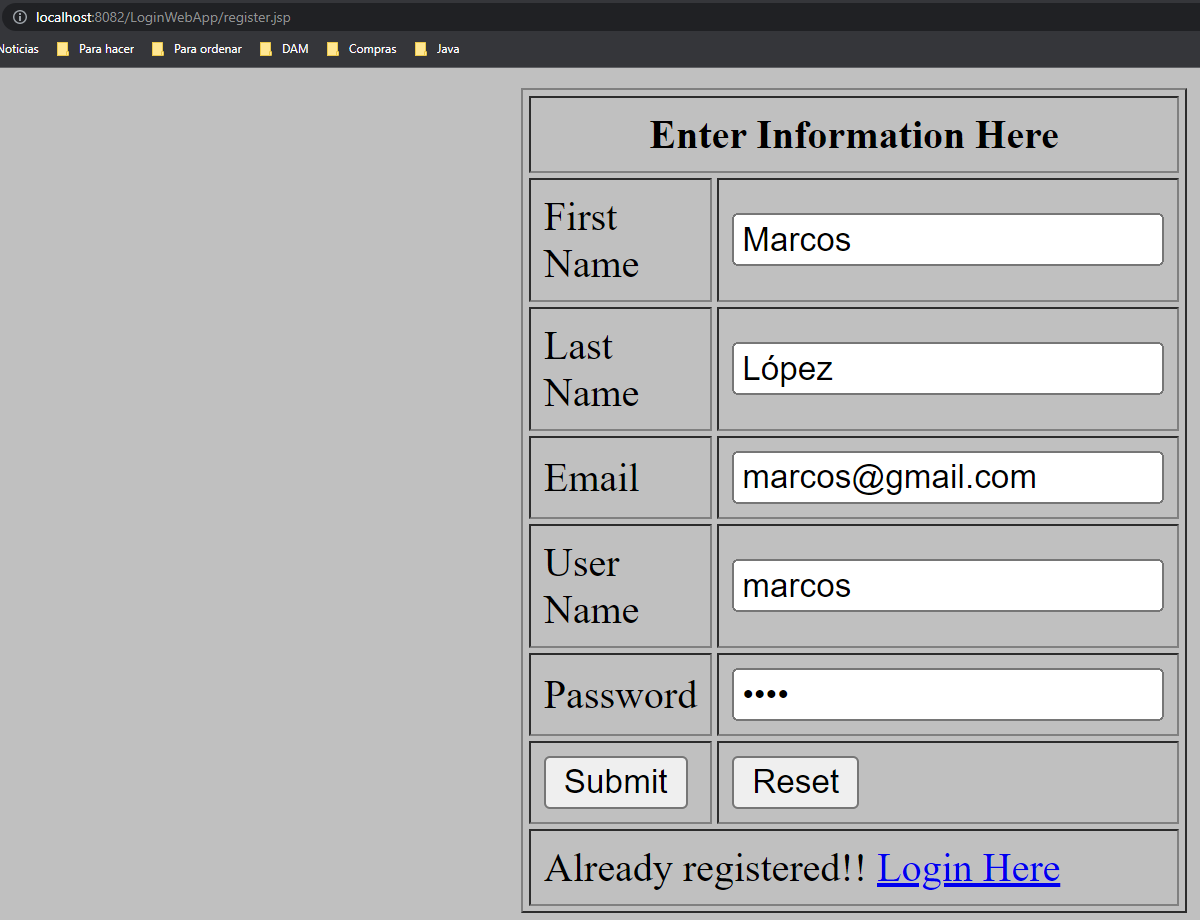 localhost:8082/LoginWebApp/register.jsp
Noticias Para hacer Para ordenar DAM Compras Java
Enter Information Here
First
Name
Marcos
Last
Name
López
Email
marcos@gmail.com
User
Name
marcos
Password
••••
Submit
Reset
Already registered!! Login Here